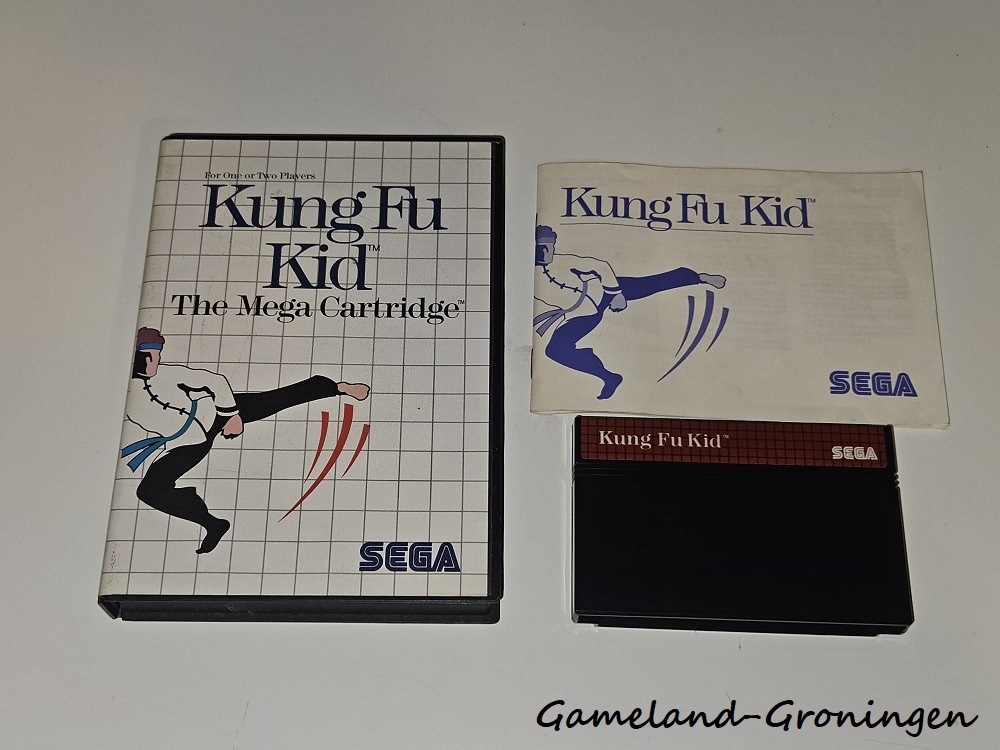 For One or Two Players
Kung Fu
Kid™
The Mega Cartridge™
SEGA
Kung Fu Kid™
SEGA
Kung Fu Kid™
SEGA
Gameland-Groningen